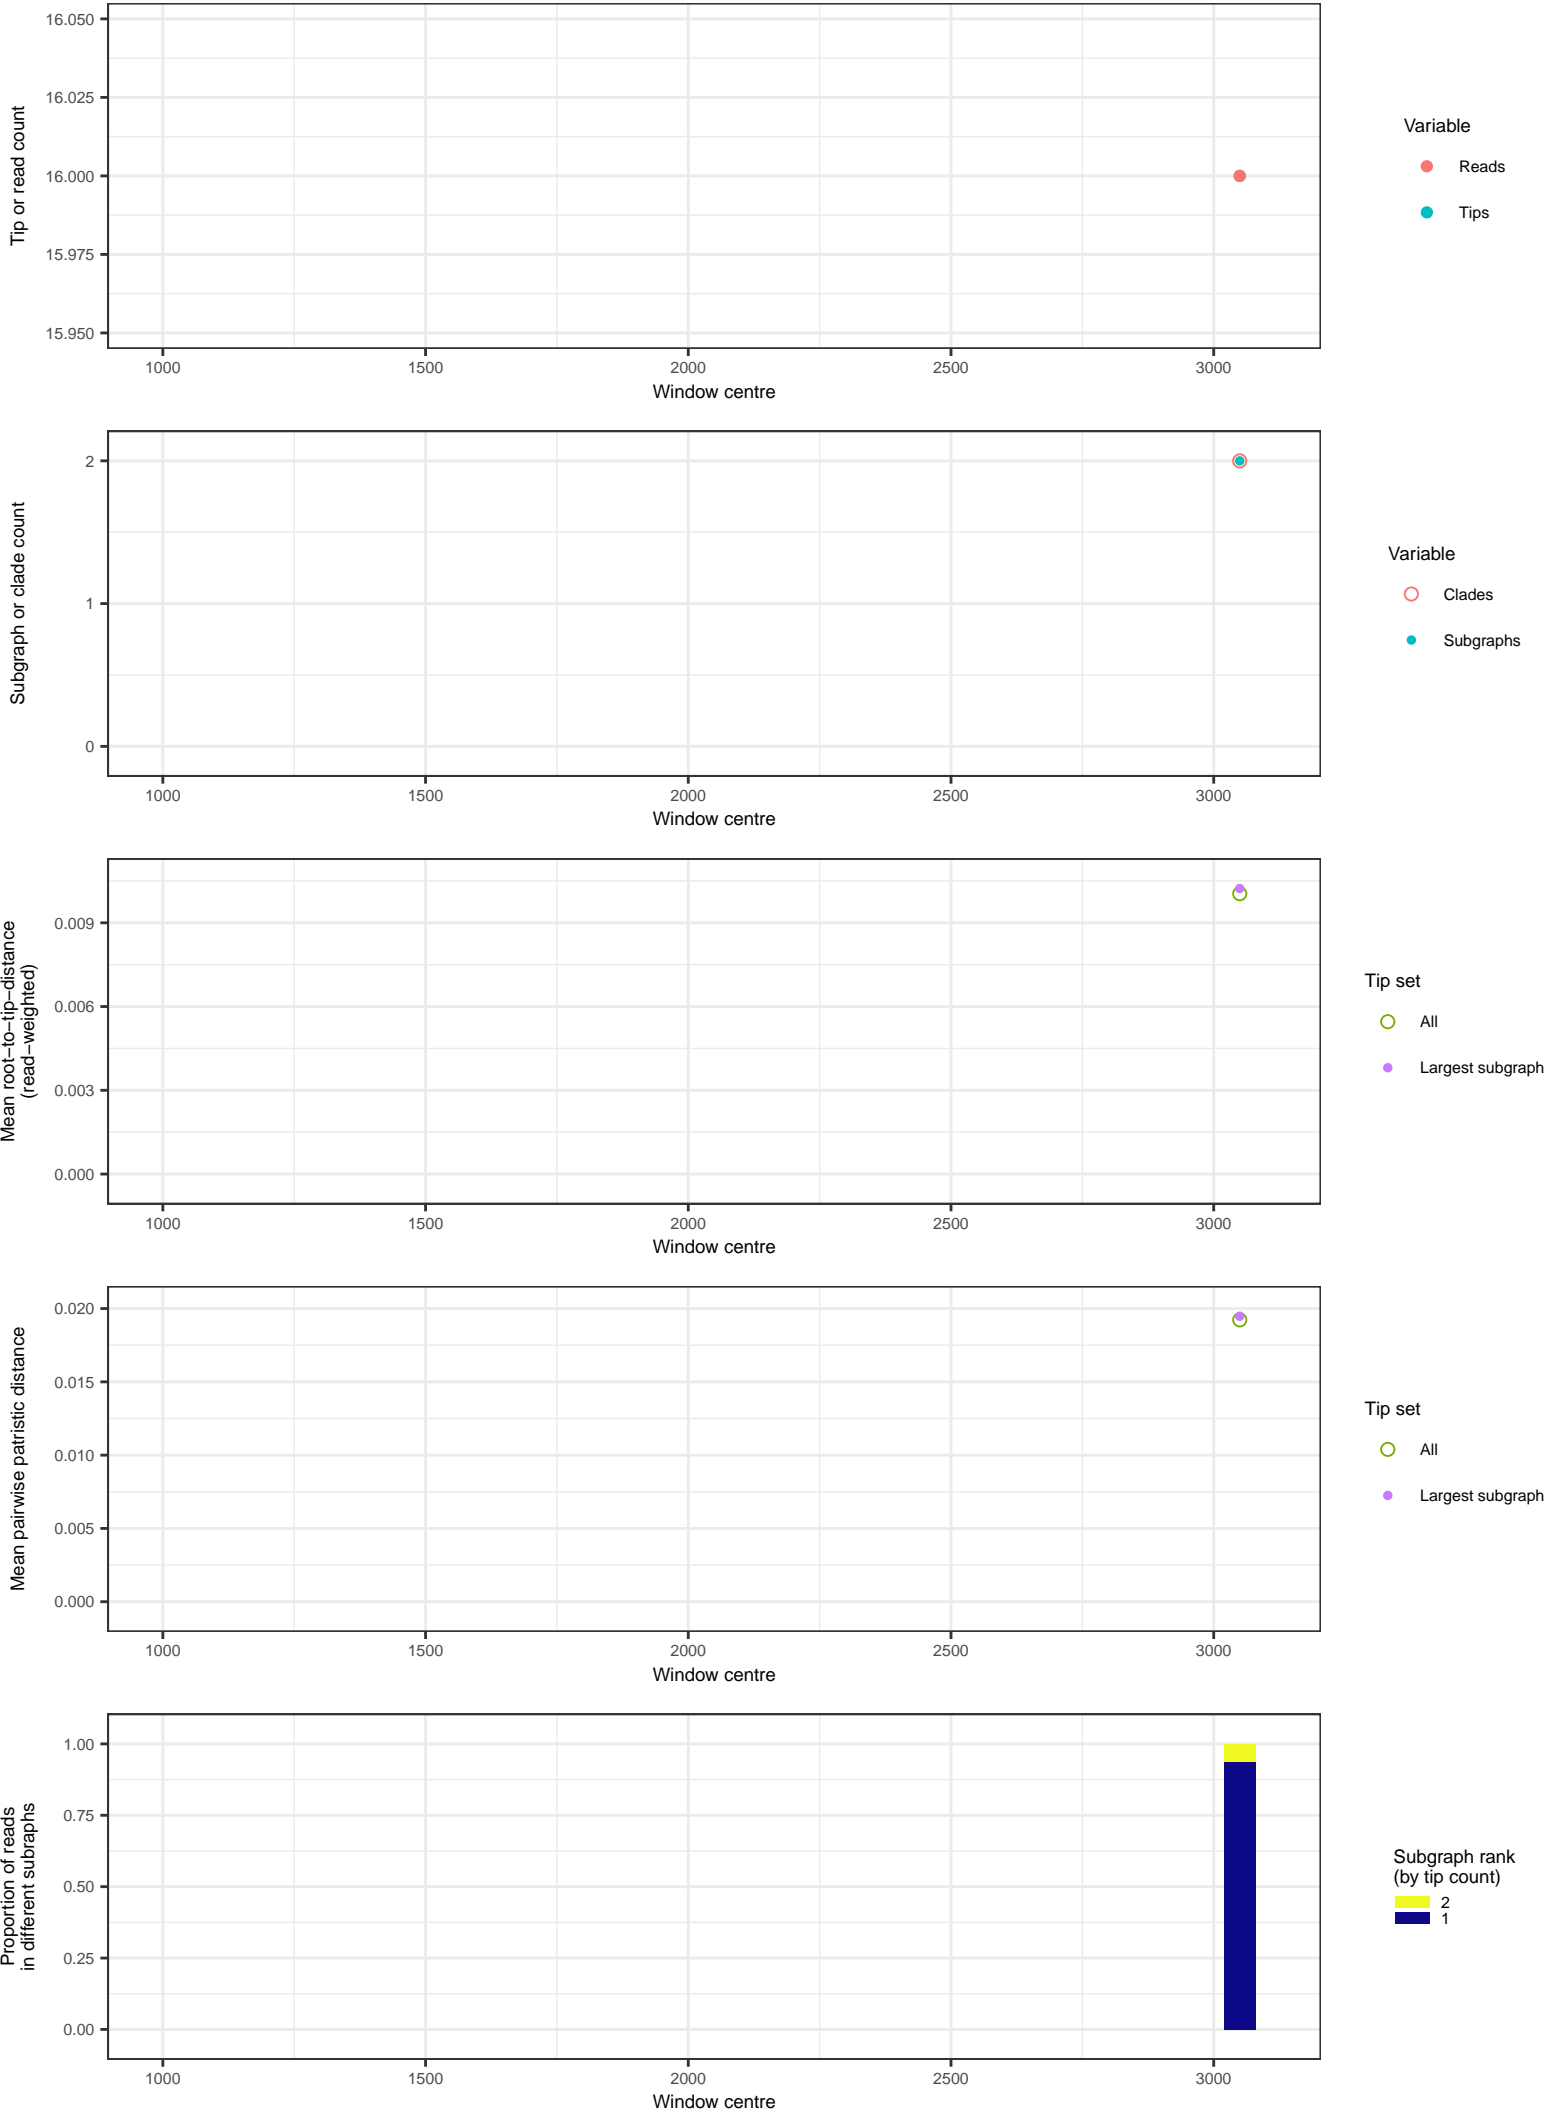 16.050
16.025
16.000
15.975
15.950
Tip or read count
1000 1500 2000 2500 3000
Window centre
Variable
Reads
Tips
2
1
0
Subgraph or clade count
1000 1500 2000 2500 3000
Window centre
Variable
Clades
Subgraphs
0.009
0.006
0.003
0.000
Mean root−to−tip−distance
(read−weighted)
1000 1500 2000 2500 3000
Window centre
Tip set
All
Largest subgraph
0.020
0.015
0.010
0.005
0.000
Mean pairwise patristic distance
1000 1500 2000 2500 3000
Window centre
Tip set
All
Largest subgraph
1.00
0.75
0.50
0.25
0.00
Proportion of reads
in different subraphs
1000 1500 2000 2500 3000
Window centre
Subgraph rank
(by tip count)
2
1